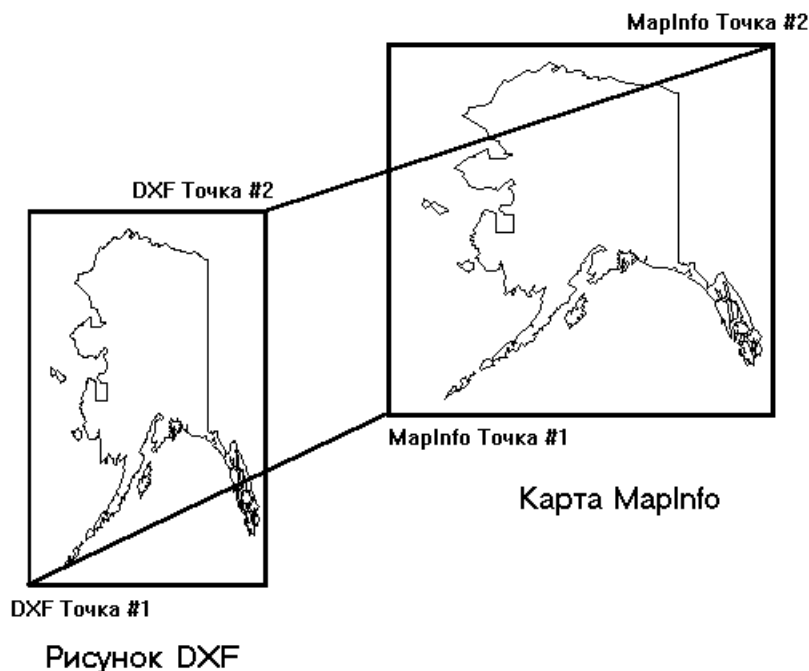 MapInfo Точка #2
DXF Точка #2
MapInfo Точка #1
Карта MapInfo
DXF Точка #1
Рисунок DXF